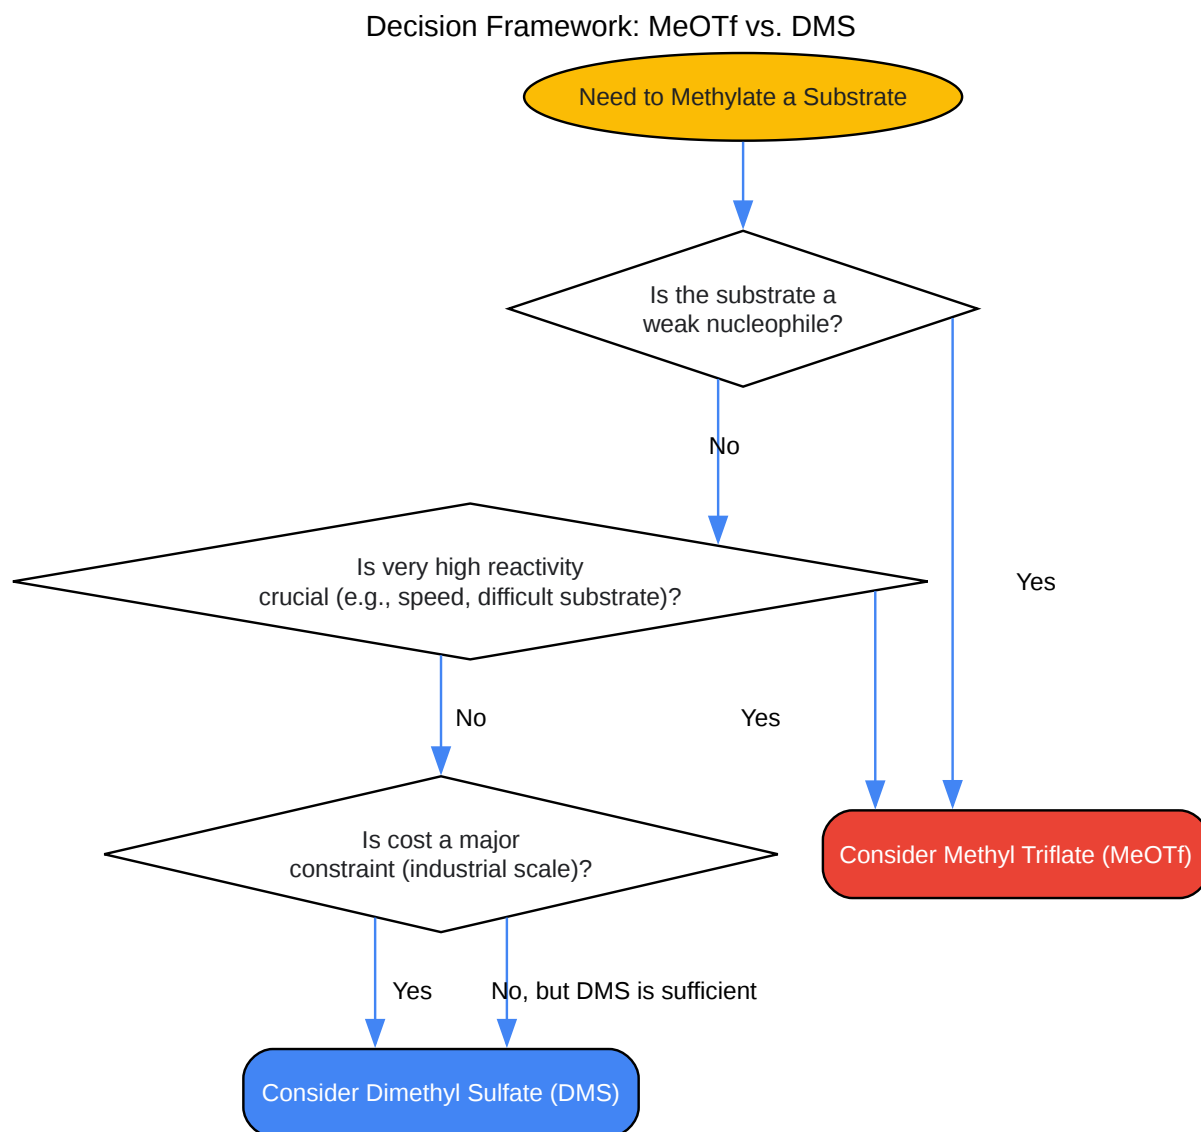 Decision Framework: MeOTf vs. DMS
Need to Methylate a Substrate
Is the substrate a
weak nucleophile?
No
Is very high reactivity
crucial (e.g., speed, difficult substrate)?
Yes
No
Yes
Is cost a major
constraint (industrial scale)?
Consider Methyl Triflate (MeOTf)
Yes
No, but DMS is sufficient
Consider Dimethyl Sulfate (DMS)